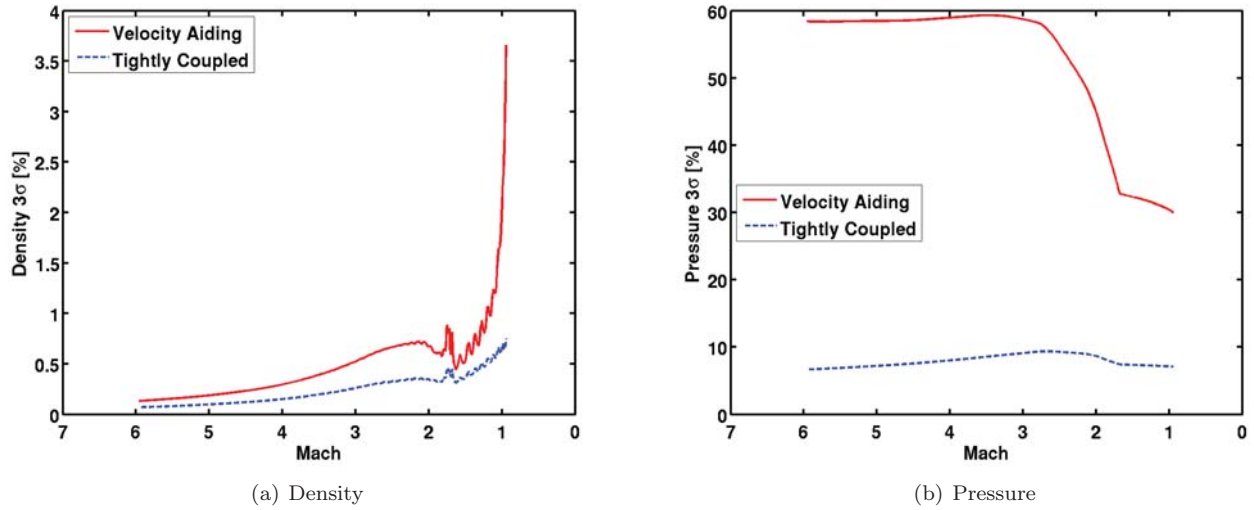 Velocity Aiding
Tightly Coupled
4
3.5
3
2.5
2
1.5
1
0.5
0
Density 3σ [%]
7 6 5 4 3 2 1 0
Mach
(a) Density
60
50
40
30
20
10
0
Pressure 3σ [%]
Velocity Aiding
Tightly Coupled
7 6 5 4 3 2 1 0
Mach
(b) Pressure